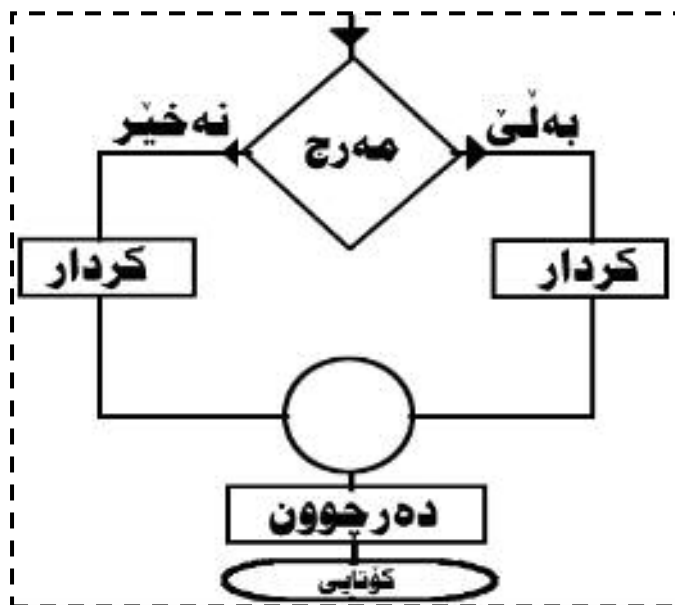 بەڵێ
نەخێر
مەرج
کردار
کردار
دەرچوون
کۆتایی